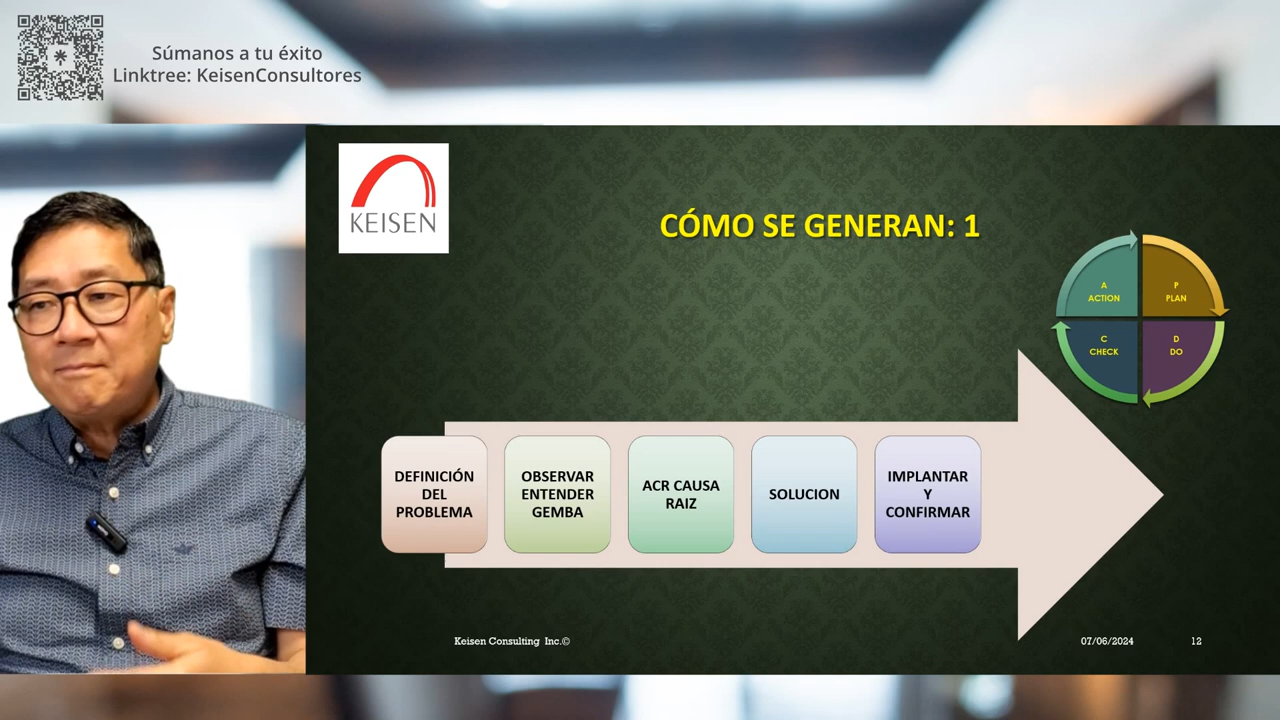 Súmanos a tu éxito
Linktree: KeisenConsultores
KEISEN
CÓMO SE GENERAN: 1
A
ACTION
P
PLAN
C
CHECK
D
DO
DEFINICIÓN
DEL
PROBLEMA
OBSERVAR
ENTENDER
GEMBA
ACR CAUSA
RAIZ
SOLUCION
IMPLANTAR
Y
CONFIRMAR
Keisen Consulting Inc.©
07/06/2024
12